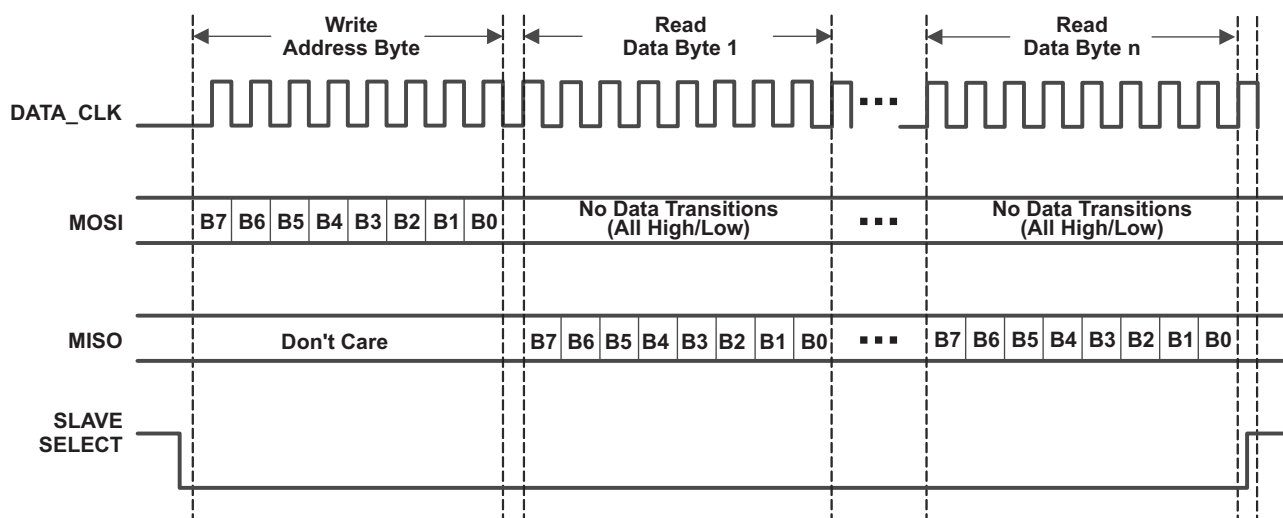 Write
Address Byte
Read
Data Byte 1
Read
Data Byte n
DATA_CLK
MOSI
B7 B6 B5 B4 B3 B2 B1 B0
No Data Transitions
(All High/Low)
No Data Transitions
(All High/Low)
MISO
Don't Care
B7 B6 B5 B4 B3 B2 B1 B0
B7 B6 B5 B4 B3 B2 B1 B0
SLAVE
SELECT